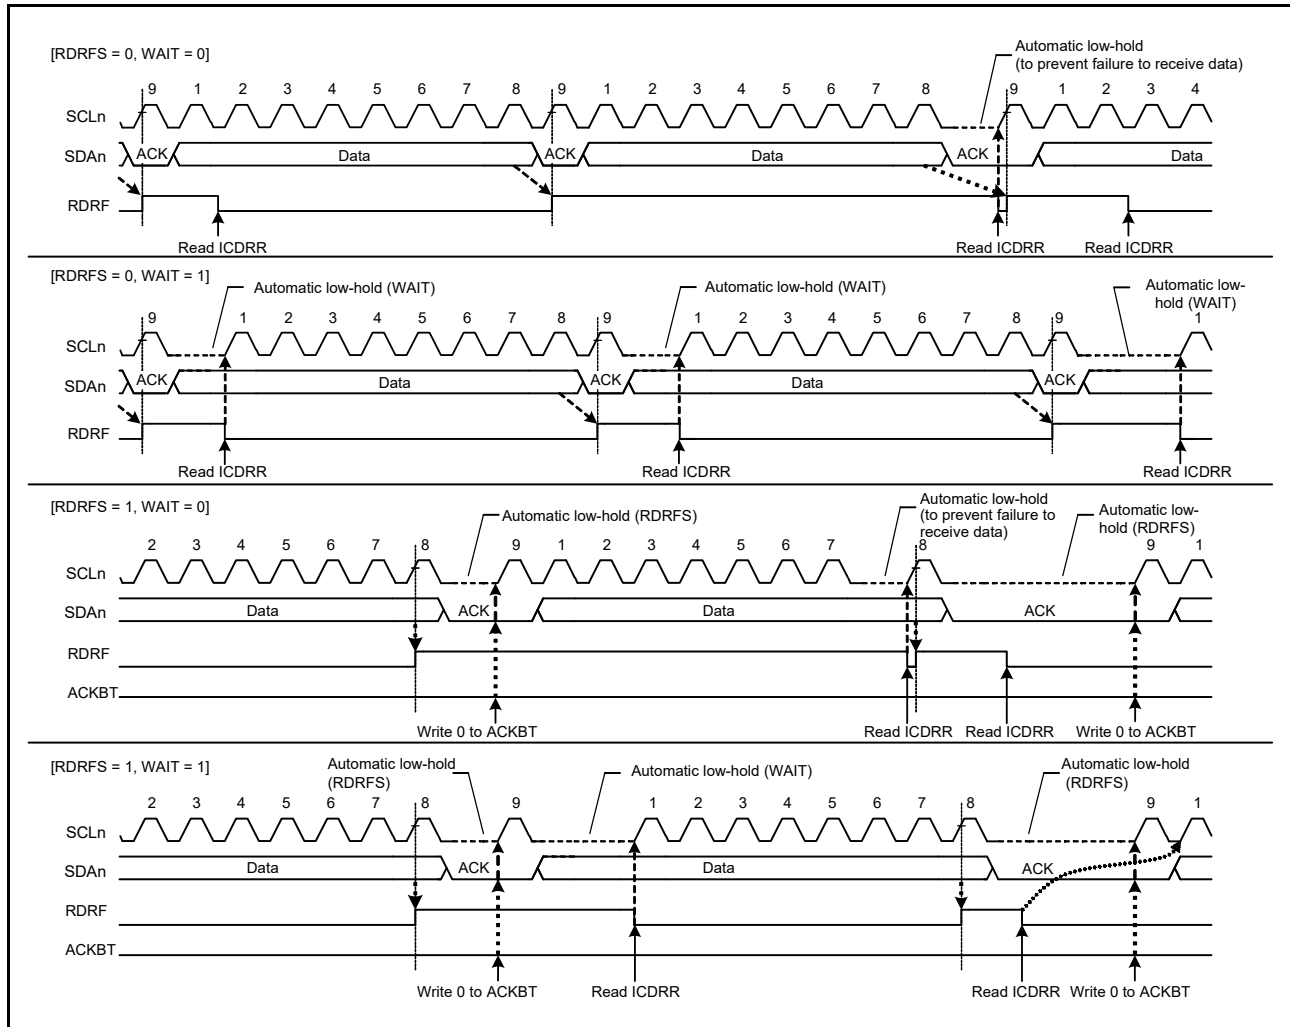 [RDRFS = 0, WAIT = 0]
Automatic low-hold
(to prevent failure to receive data)
9 1 2 3 4 5 6 7 8 9 1 2 3 4 5 6 7 8 9 1 2 3 4
SCLn
SDAn ACK Data ACK Data ACK Data
RDRF
Read ICDRR Read ICDRR Read ICDRR
[RDRFS = 0, WAIT = 1]
Automatic low-hold (WAIT) Automatic low-hold (WAIT)
Automatic low-
hold (WAIT)
9 1 2 3 4 5 6 7 8 9 1 2 3 4 5 6 7 8 9 1
SCLn
SDAn ACK Data ACK Data ACK
RDRF
Read ICDRR Read ICDRR Read ICDRR
[RDRFS = 1, WAIT = 0]
Automatic low-hold (RDRFS)
Automatic low-hold
(to prevent failure to
receive data)
Automatic low-
hold (RDRFS)
2 3 4 5 6 7 8 9 1 2 3 4 5 6 7 8 9 1
SCLn
SDAn Data ACK Data ACK
RDRF
ACKBT
Write 0 to ACKBT Read ICDRR Read ICDRR Write 0 to ACKBT
[RDRFS = 1, WAIT = 1]
Automatic low-hold
(RDRFS)
Automatic low-hold (WAIT)
Automatic low-hold
(RDRFS)
2 3 4 5 6 7 8 9 1 2 3 4 5 6 7 8 9 1
SCLn
SDAn Data ACK Data ACK
RDRF
ACKBT
Write 0 to ACKBT Read ICDRR Read ICDRR Write 0 to ACKBT